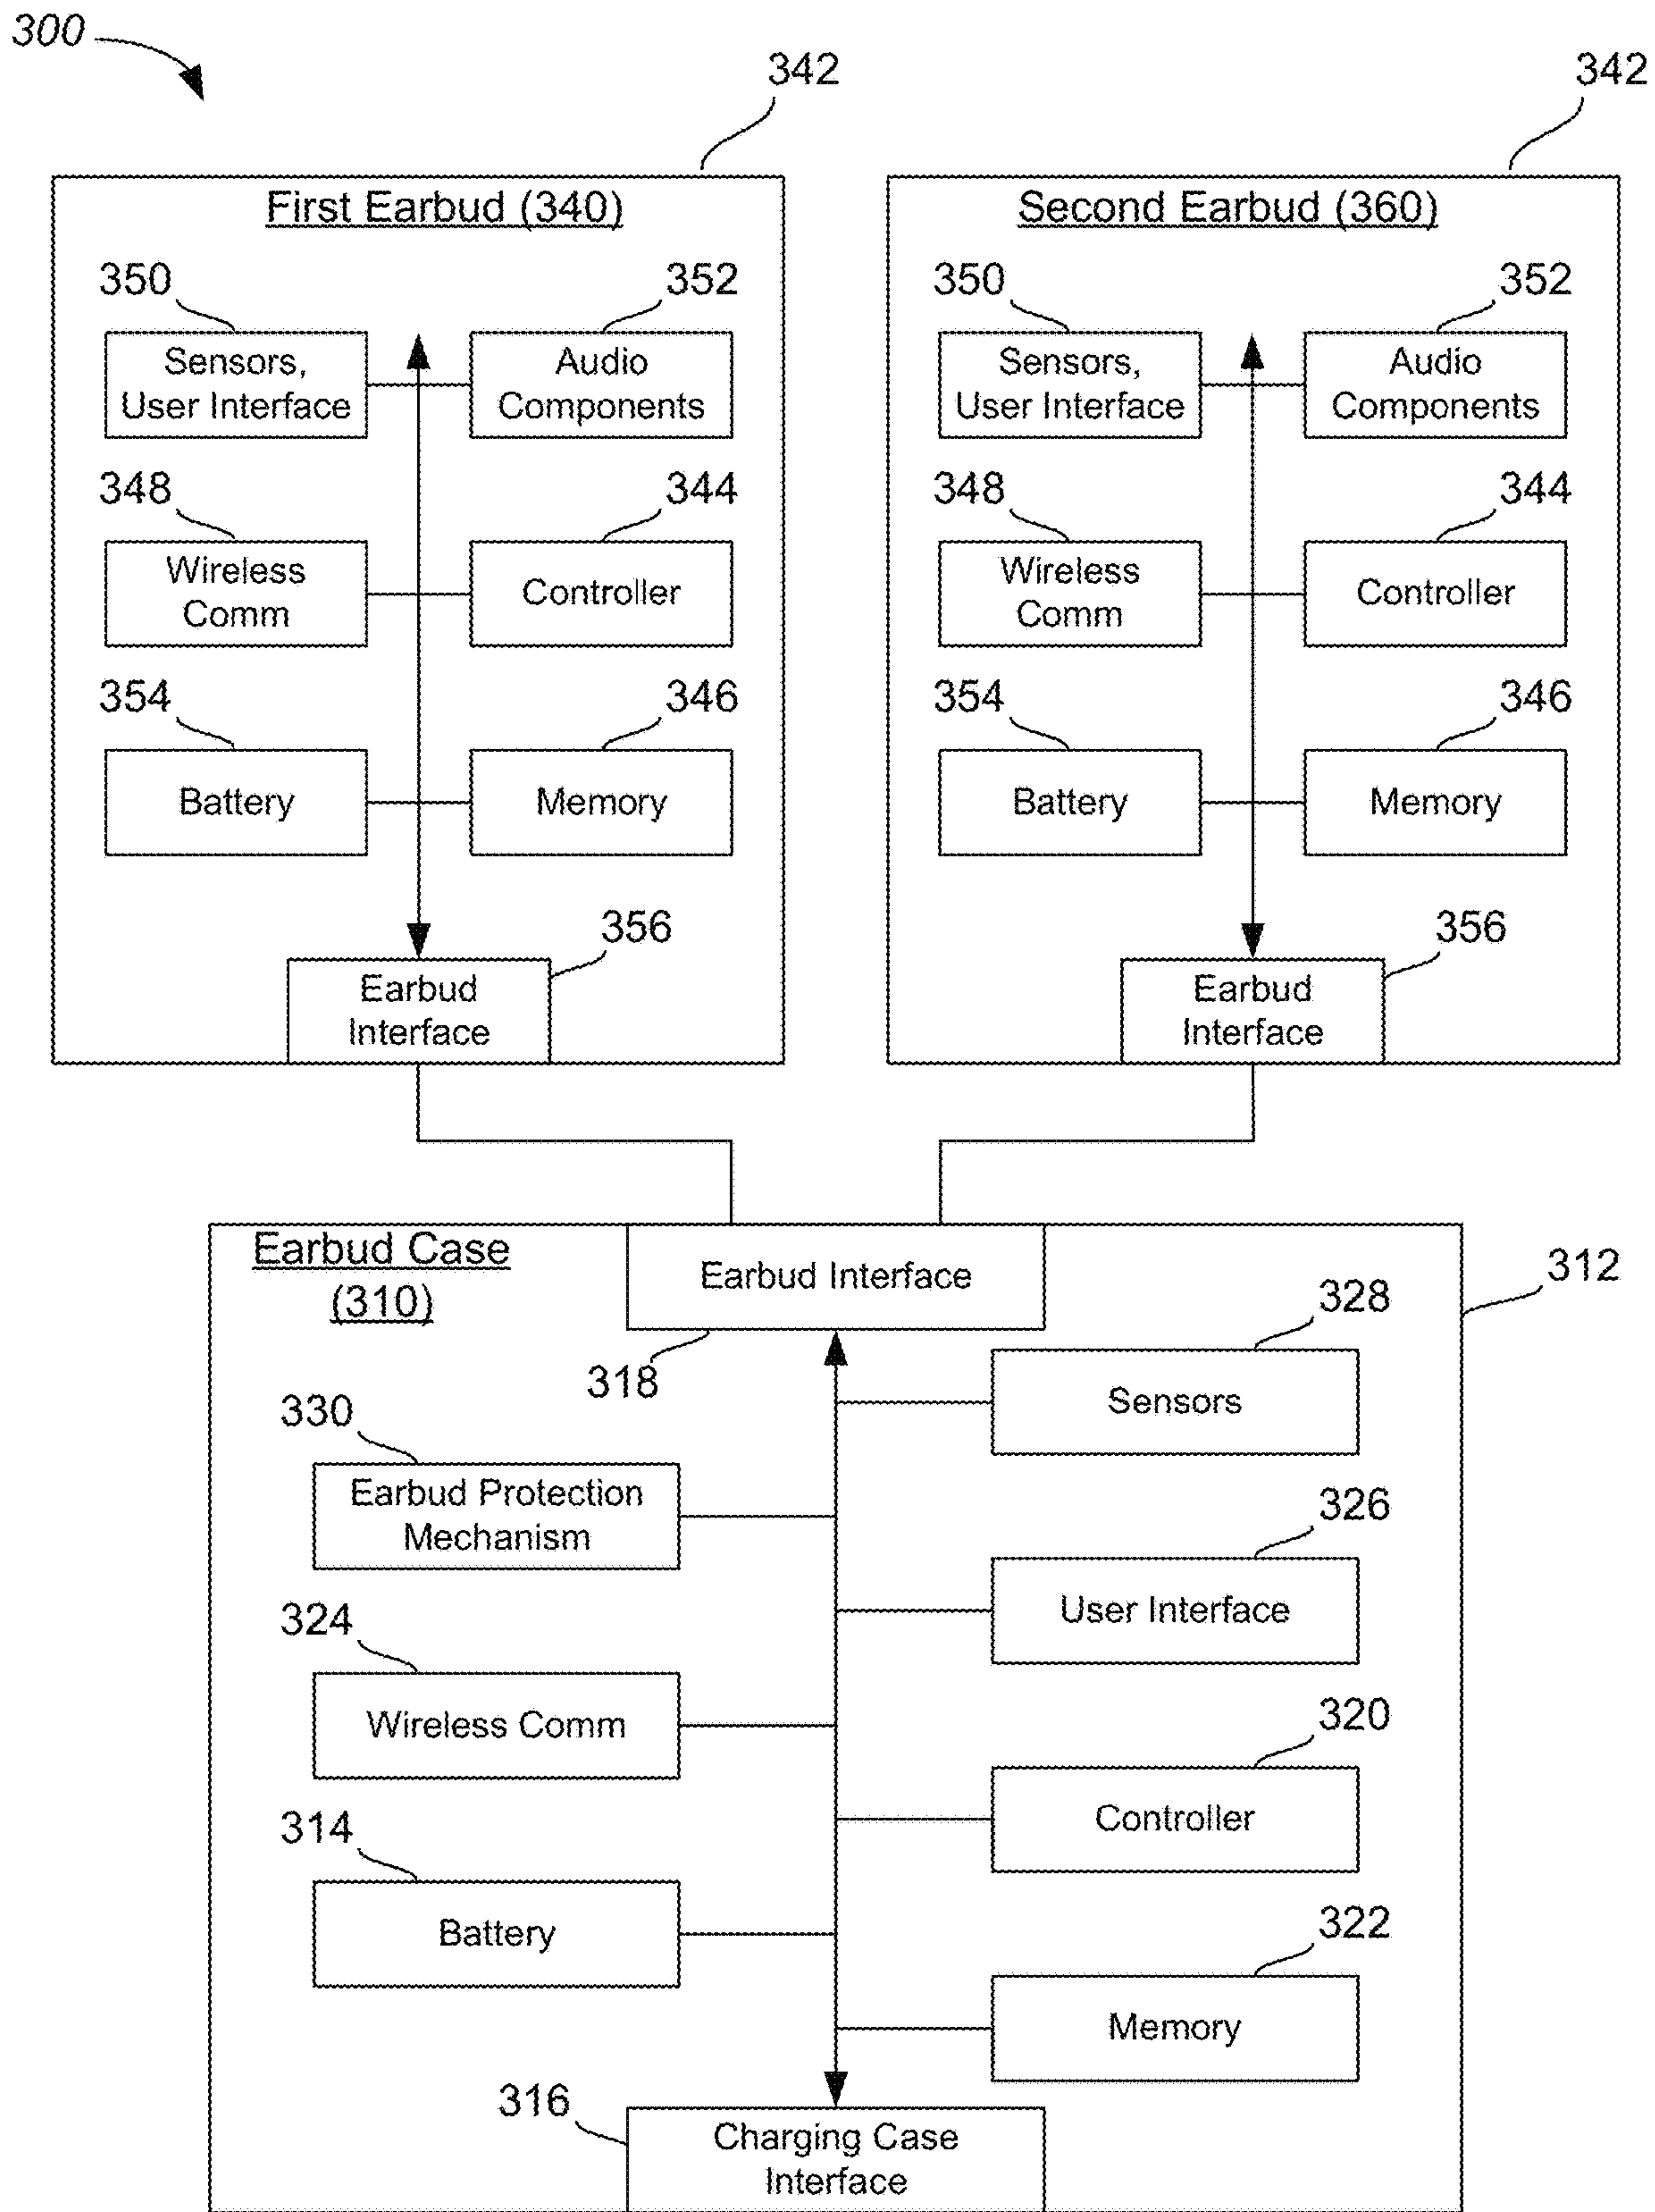 300
342
342
First Earbud (340)
Second Earbud (360)
350
352
350
352
Sensors,
User Interface
Audio
Components
Sensors,
User Interface
Audio
Components
348
344
348
344
Wireless
Comm
Controller
Wireless
Comm
Controller
354
346
354
346
Battery
Memory
Battery
Memory
356
356
Earbud
Interface
Earbud
Interface
Earbud Case
(310)
Earbud Interface
312
318
328
Sensors
330
Earbud Protection
Mechanism
326
User Interface
324
Wireless Comm
320
Controller
314
Battery
322
Memory
316
Charging Case
Interface